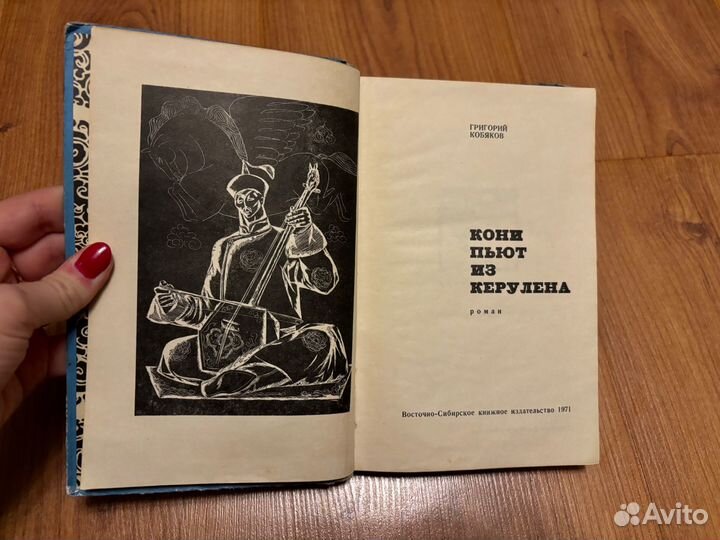 ГРИГОРИЙ
КОБЯКОВ
КОНИ
ПЬЮТ
ИЗ
КЕРУЛЕНА
роман
Восточно-Сибирское книжное издательство 1971
Avito